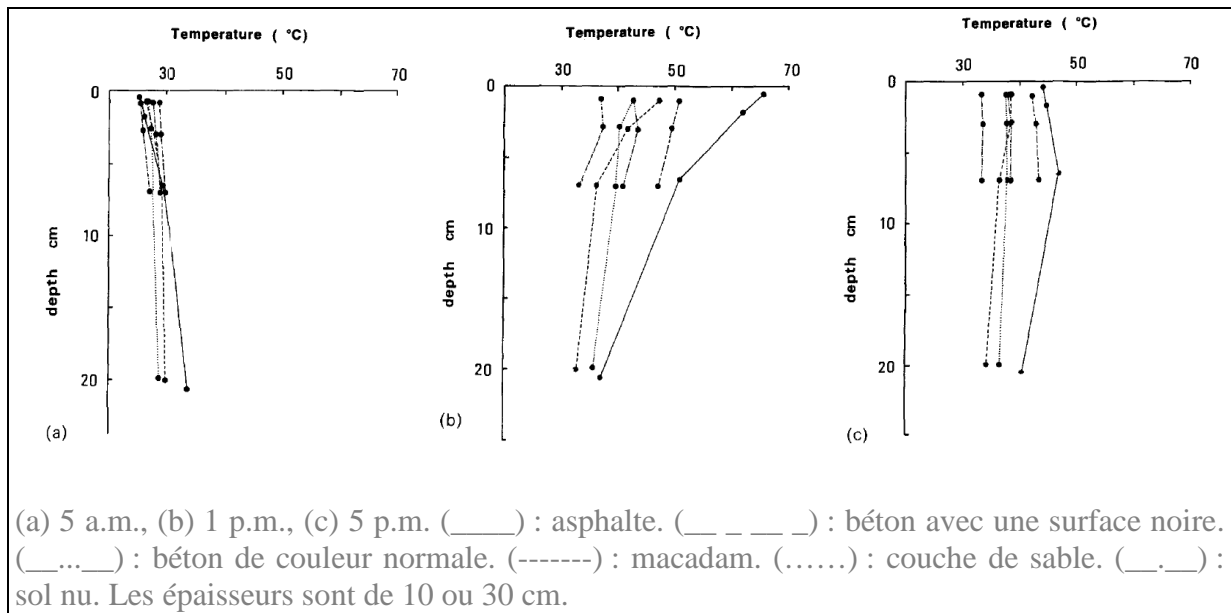 Temperature ( °C)
Temperature ( °C)
Temperature ( °C)
30 50 70
30 50 70
30 50 70
0
10
20
depth cm
(a)
0
10
20
depth cm
(b)
0
10
20
depth cm
(c)
(a) 5 a.m., (b) 1 p.m., (c) 5 p.m. (____) : asphalte. (__ _ __ _) : béton avec une surface noire.
(__...__) : béton de couleur normale. (-------) : macadam. (……) : couche de sable. (__.__) :
sol nu. Les épaisseurs sont de 10 ou 30 cm.